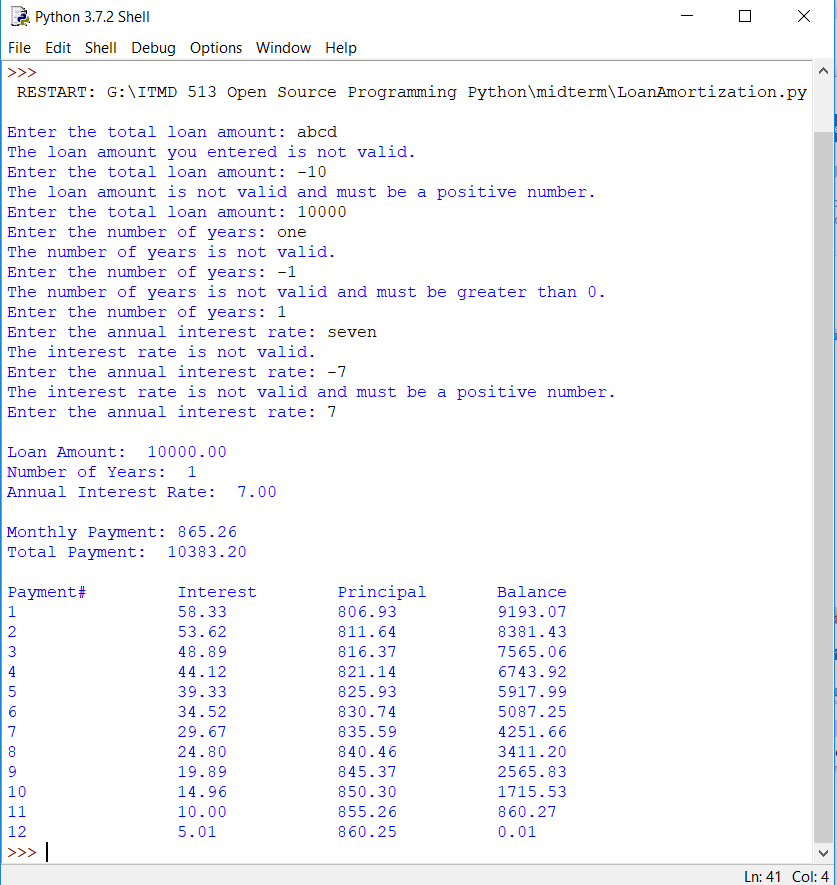 Python 3.7.2 Shell
File Edit Shell Debug Options Window Help
>>>
RESTART: G:\ITMD 513 Open Source Programming Python\midterm\LoanAmortization.py
Enter the total loan amount: abcd
The loan amount you entered is not valid.
Enter the total loan amount: -10
The loan amount is not valid and must be a positive number.
Enter the total loan amount: 10000
Enter the number of years: one
The number of years is not valid.
Enter the number of years: -1
The number of years is not valid and must be greater than 0.
Enter the number of years: 1
Enter the annual interest rate: seven
The interest rate is not valid.
Enter the annual interest rate: -7
The interest rate is not valid and must be a positive number.
Enter the annual interest rate: 7
Loan Amount:  10000.00
Number of Years:  1
Annual Interest Rate:  7.00
Monthly Payment: 865.26
Total Payment:  10383.20
Payment# Interest Principal Balance
1 58.33 806.93 9193.07
2 53.62 811.64 8381.43
3 48.89 816.37 7565.06
4 44.12 821.14 6743.92
5 39.33 825.93 5917.99
6 34.52 830.74 5087.25
7 29.67 835.59 4251.66
8 24.80 840.46 3411.20
9 19.89 845.37 2565.83
10 14.96 850.30 1715.53
11 10.00 855.26 860.27
12 5.01 860.25 0.01
>>>
Ln: 41 Col: 4